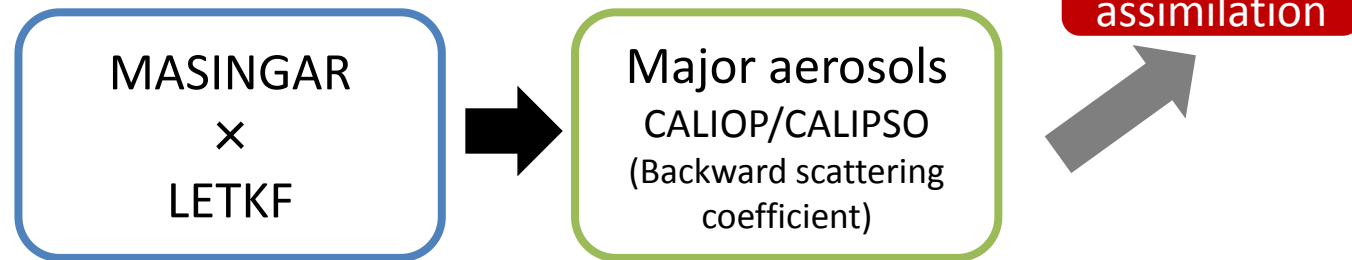 assimilation
MASINGAR
×
LETKF
Major aerosols
CALIOP/CALIPSO
(Backward scattering
coefficient)